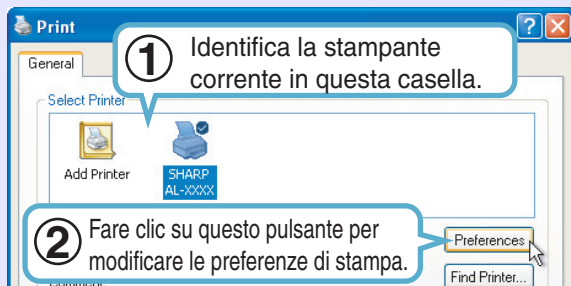 Print
General
1
Identifica la stampante
corrente in questa casella.
Select Printer
Add Printer
SHARP
AL-XXXX
2
Fare clic su questo pulsante per
modificare le preferenze di stampa.
Preferences
Comment
Find Printer...